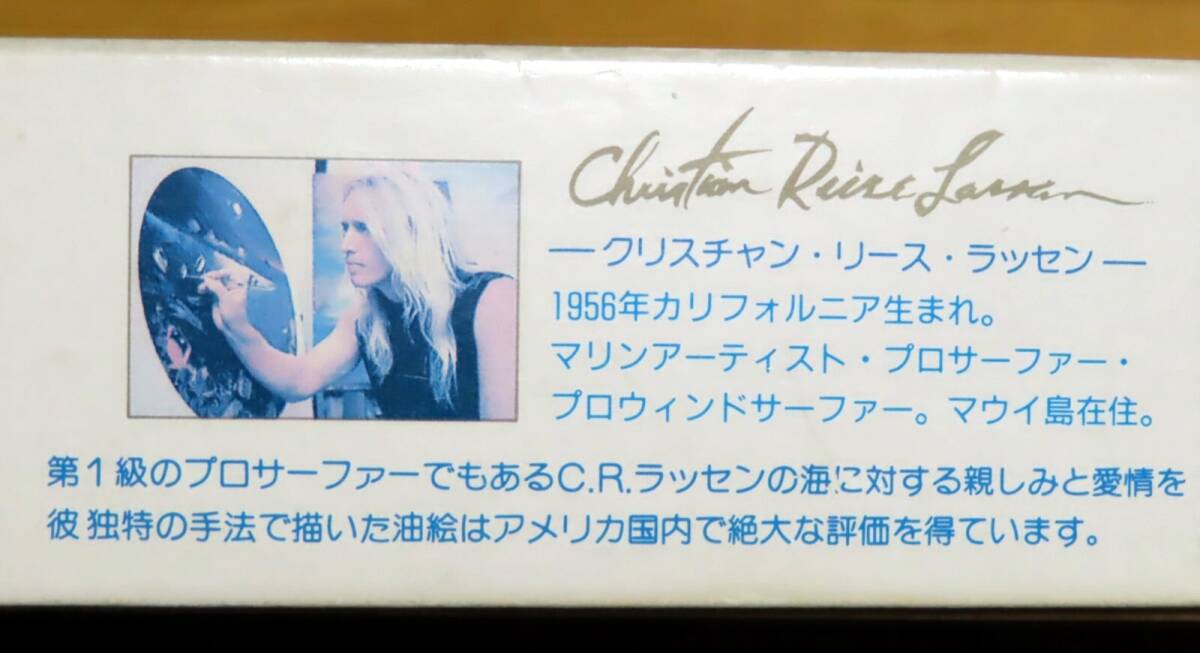 Christian Riese Lassen
—クリスチャン・リース・ラッセン—
1956年カリフォルニア生まれ。
マリンアーティスト・プロサーファー・
プロウィンドサーファー。マウイ島在住。
第1級のプロサーファーでもあるC.R.ラッセンの海に対する親しみと愛情を
彼独特の手法で描いた油絵はアメリカ国内で絶大な評価を得ています。